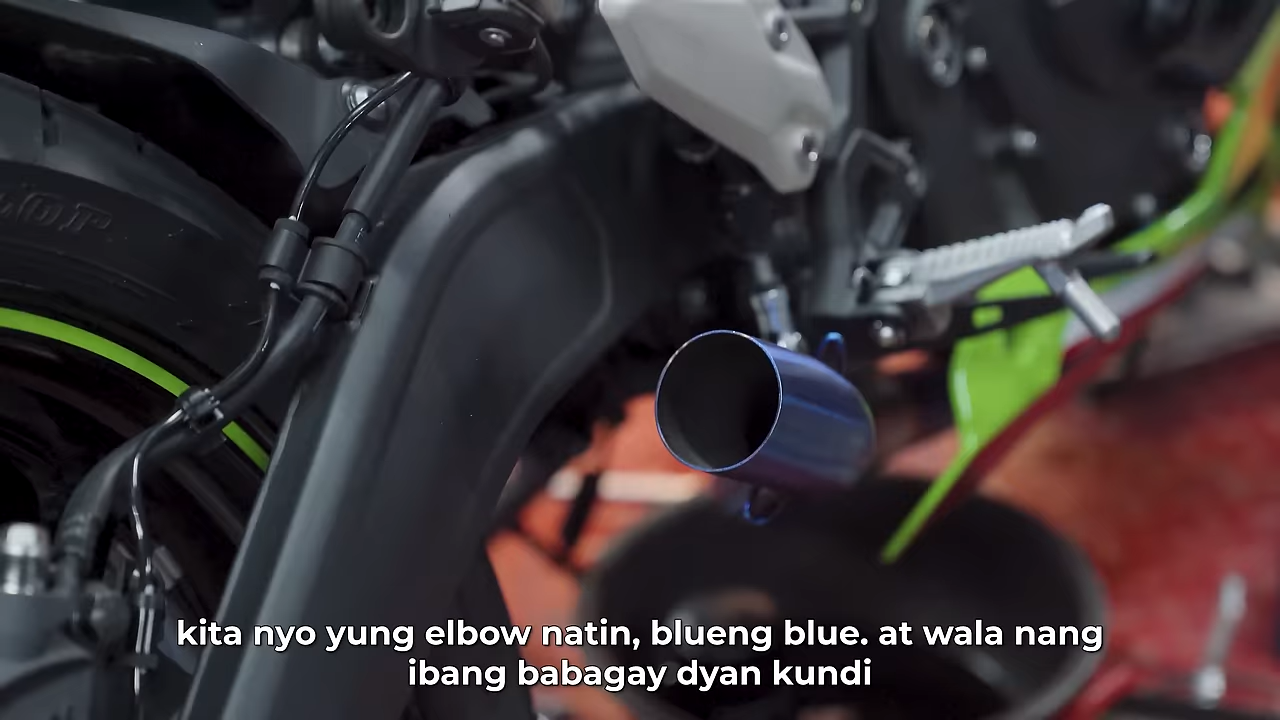 kita nyo yung elbow natin, blueng blue. at wala nang
ibang babagay dyan kundi